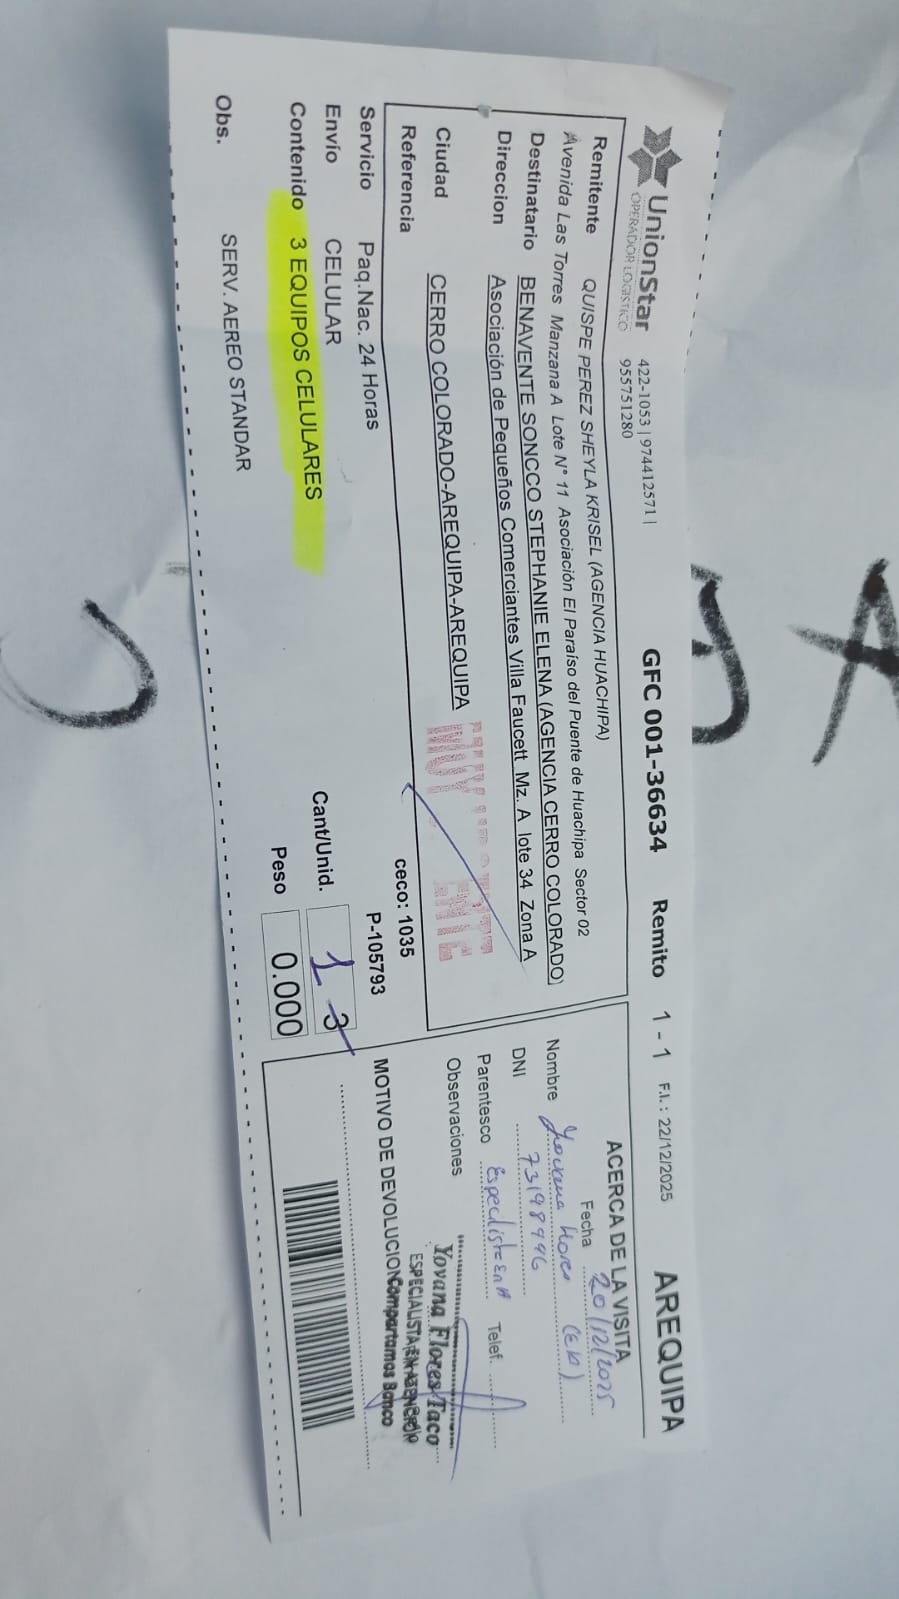 UnionStar
OPERADOR LOGISTICO
422-1053 | 974412571 |
955751280
GFC 001-36634 Remito 1 - 1 F.I.: 22/12/2025 AREQUIPA
Remitente QUISPE PEREZ SHEYLA KRISEL (AGENCIA HUACHIPA)
Avenida Las Torres Manzana A Lote N° 11 Asociación El Paraíso del Puente de Huachipa Sector 02
Destinatario BENAVENTE SONCCO STEPHANIE ELENA (AGENCIA CERRO COLORADO)
Direccion Asociación de Pequeños Comerciantes Villa Faucett Mz. A lote 34 Zona A
Ciudad CERRO COLORADO-AREQUIPA-AREQUIPA
Referencia
ceco: 1035
Servicio Paq.Nac. 24 Horas
P-105793
Envío CELULAR
Cant/Unid. 1 3
Contenido 3 EQUIPOS CELULARES
Peso 0.000
Obs. SERV. AEREO STANDAR
ACERCA DE LA VISITA
Fecha 20/12/2025
Nombre
DNI 73198996
Parentesco
Telef.
Observaciones
Yovana Flores Taco
ESPECIALISTA EN ATENCIÓN
Compartamos Banco
MOTIVO DE DEVOLUCION